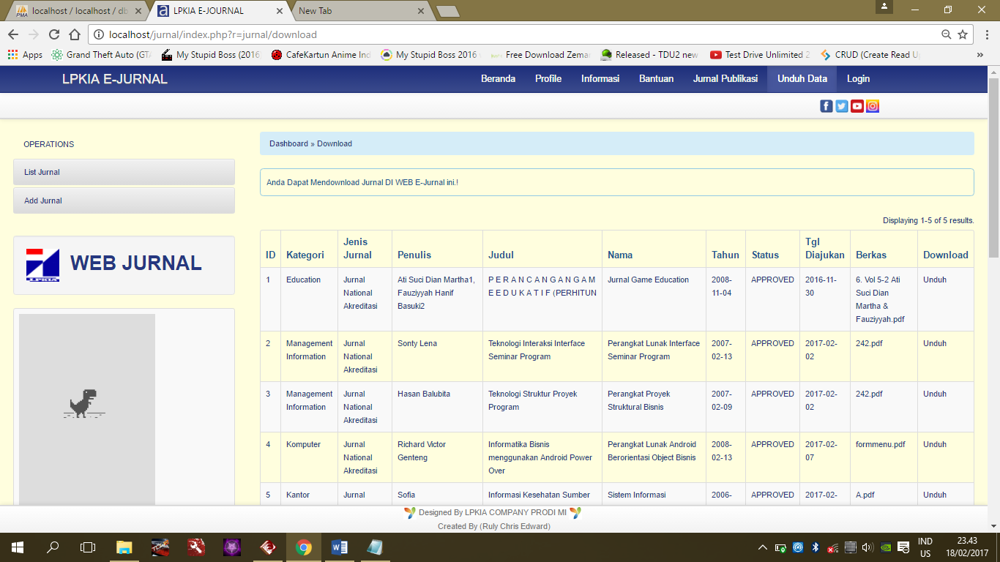 localhost / localhost / db
LPKIA E-JOURNAL
New Tab
localhost/jurnal/index.php?r=jurnal/download
Apps
Grand Theft Auto (GTA
My Stupid Boss (2016
CafeKartun Anime Ind
My Stupid Boss 2016
Free Download Zemar
Released - TDU2 new
Test Drive Unlimited 2
CRUD (Create Read U
LPKIA E-JURNAL
Beranda
Profile
Informasi
Bantuan
Jurnal Publikasi
Unduh Data
Login
OPERATIONS
List Jurnal
Add Jurnal
LPKIA
WEB JURNAL
Dashboard » Download
Anda Dapat Mendownload Jurnal DI WEB E-Jurnal ini.!
Displaying 1-5 of 5 results.
ID
Kategori
Jenis
Jurnal
Penulis
Judul
Nama
Tahun
Status
Tgl
Diajukan
Berkas
Download
1
Education
Jurnal
National
Akreditasi
Ati Suci Dian Martha1,
Fauziyyah Hanif
Basuki2
P E R A N C A N G A N G A M
E E D U K A T I F (PERHITUN
Jurnal Game Education
2008-
11-04
APPROVED
2016-11-
30
6. Vol 5-2 Ati
Suci Dian
Martha &
Fauziyyah.pdf
Unduh
2
Management
Information
Jurnal
National
Akreditasi
Sonty Lena
Teknologi Interaksi Interface
Seminar Program
Perangkat Lunak Interface
Seminar Program
2007-
02-13
APPROVED
2017-02-
02
242.pdf
Unduh
3
Management
Information
Jurnal
National
Akreditasi
Hasan Balubita
Teknologi Struktur Proyek
Program
Perangkat Proyek
Struktural Bisnis
2007-
02-09
APPROVED
2017-02-
02
242.pdf
Unduh
4
Komputer
Jurnal
National
Akreditasi
Richard Victor
Genteng
Informatika Bisnis
menggunakan Android Power
Over
Perangkat Lunak Android
Berorientasi Object Bisnis
2008-
02-13
APPROVED
2017-02-
07
formmenu.pdf
Unduh
5
Kantor
Jurnal
Sofia
Informasi Kesehatan Sumber
Sistem Informasi
2006-
APPROVED
2017-02-
A.pdf
Unduh
Designed By LPKIA COMPANY PRODI MI
Created By (Ruly Chris Edward)
IND
US
23.43
18/02/2017